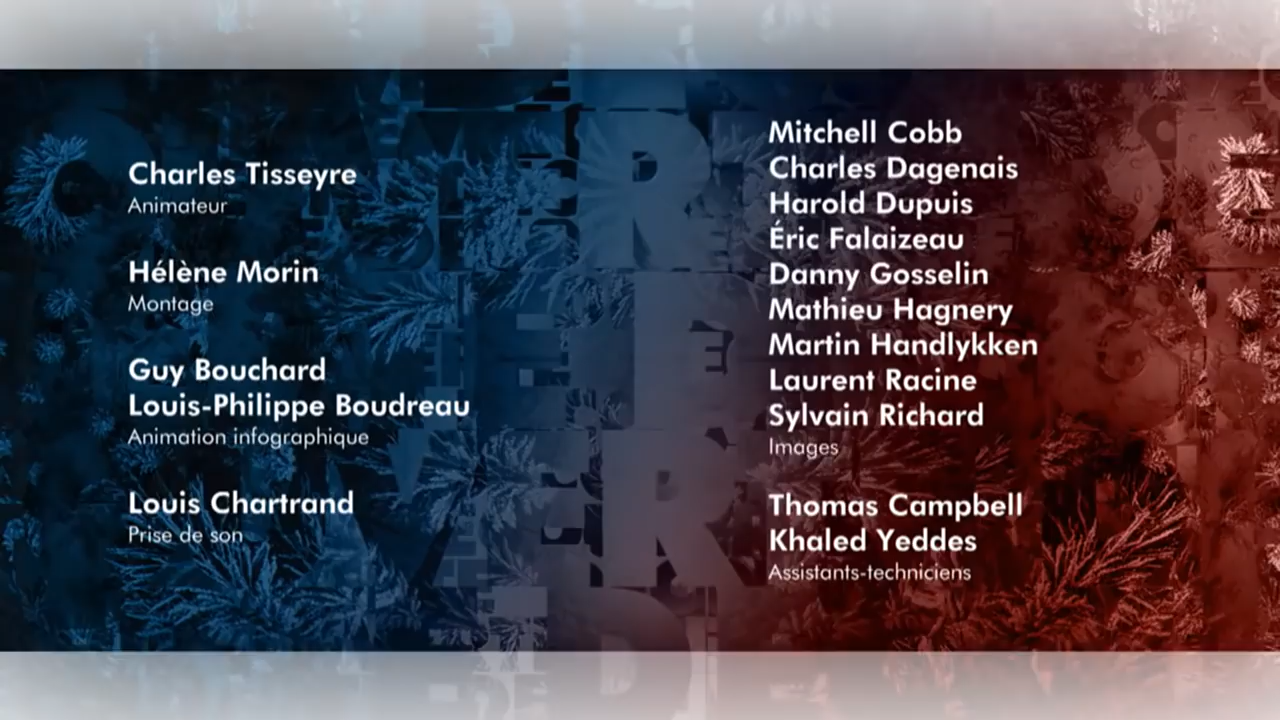 Charles Tisseyre
Animateur
Hélène Morin
Montage
Guy Bouchard
Louis-Philippe Boudreau
Animation infographique
Louis Chartrand
Prise de son
Mitchell Cobb
Charles Dagenais
Harold Dupuis
Éric Falaizeau
Danny Gosselin
Mathieu Hagnery
Martin Handlykken
Laurent Racine
Sylvain Richard
Images
Thomas Campbell
Khaled Yeddes
Assistants-techniciens